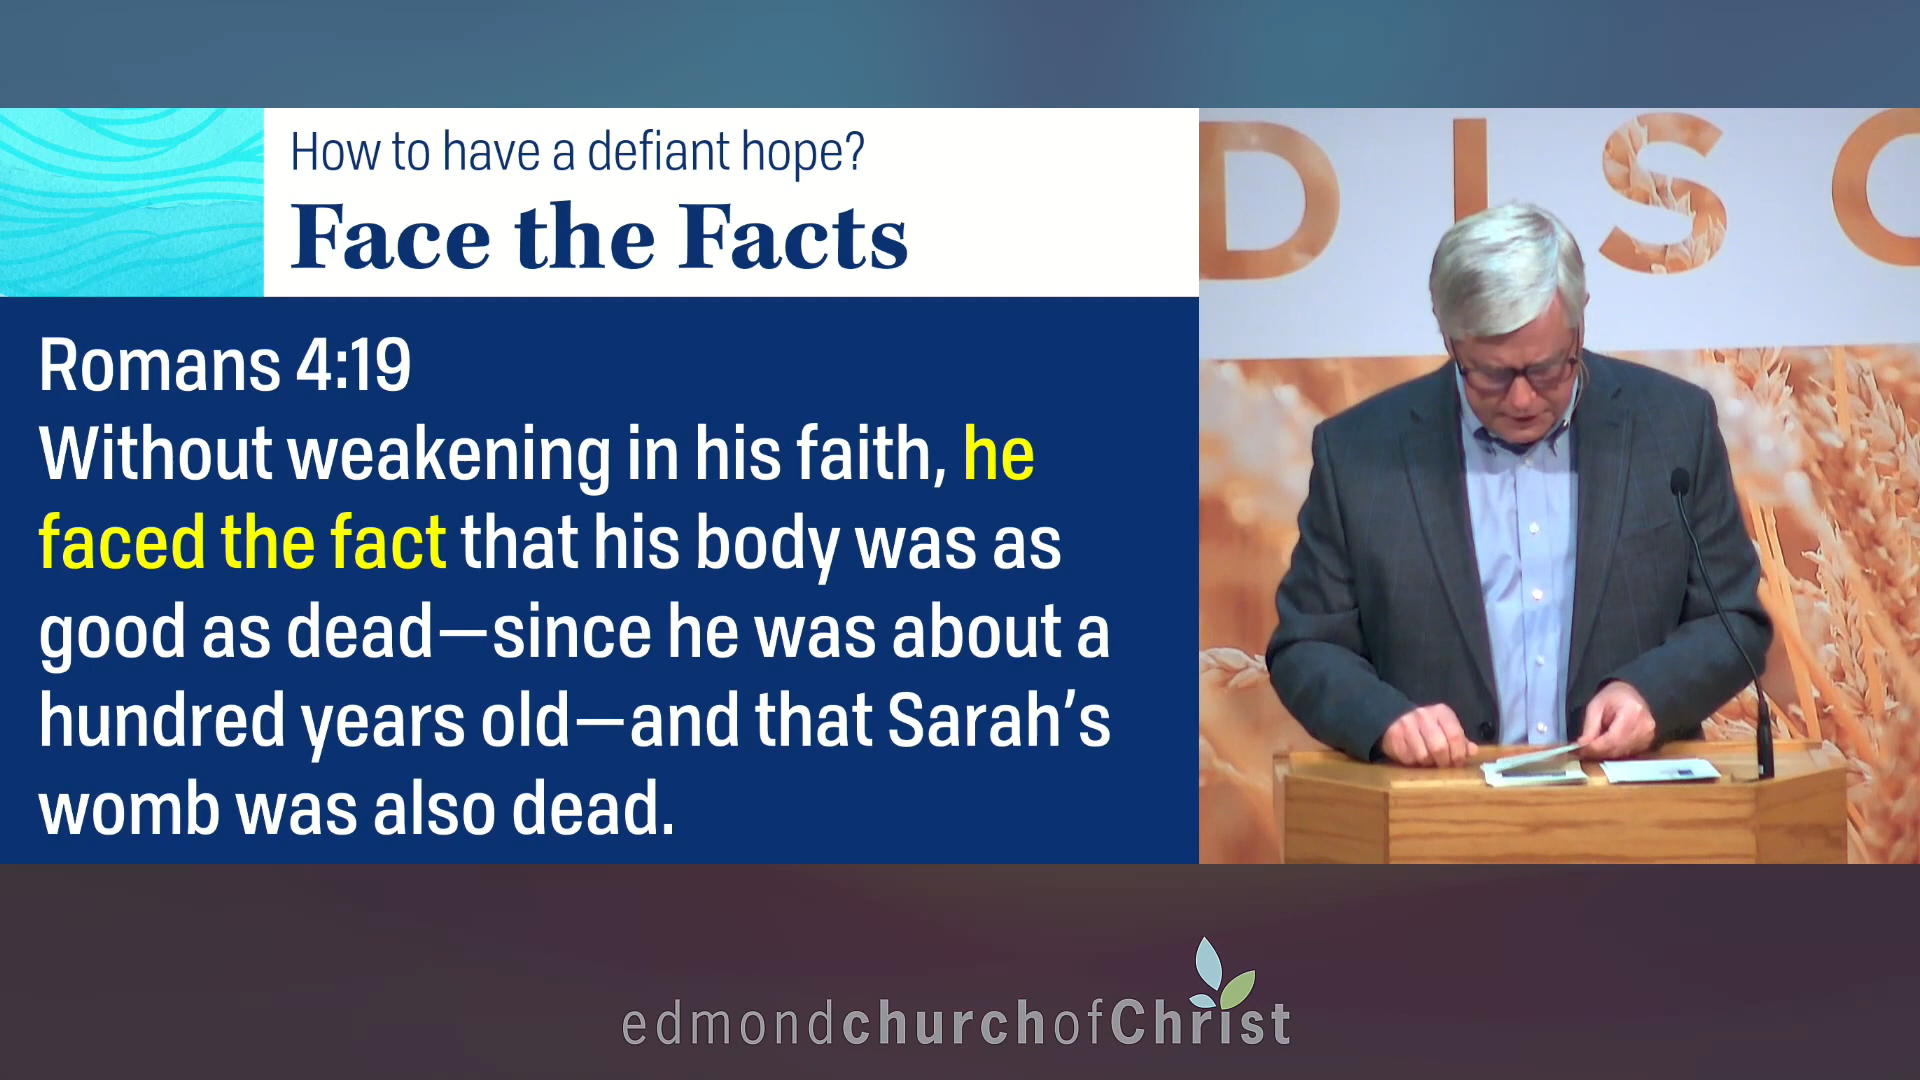 How to have a defiant hope?
Face the Facts
Romans 4:19
Without weakening in his faith, he
faced the fact that his body was as
good as dead—since he was about a
hundred years old—and that Sarah’s
womb was also dead.
DISC
edmondchurchofChrist